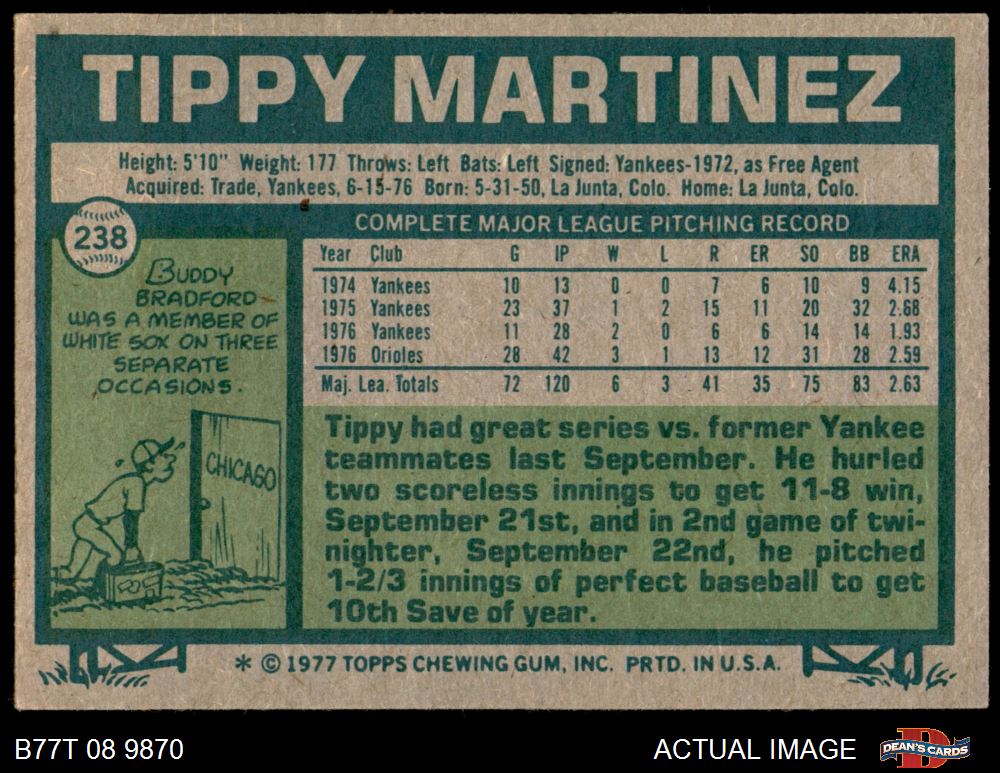 TIPPY MARTINEZ
Height: 5'10" Weight: 177 Throws: Left Bats: Left Signed: Yankees-1972, as Free Agent
Acquired: Trade, Yankees, 6-15-76 Born: 5-31-50, La Junta, Colo. Home: La Junta, Colo.
238
BUDDY
BRADFORD
WAS A MEMBER OF
WHITE SOX ON THREE
SEPARATE
OCCASIONS.
CHICAGO
COMPLETE MAJOR LEAGUE PITCHING RECORD
Year Club G IP W L R ER SO BB ERA
1974 Yankees 10 13 0 0 7 6 10 9 4.15
1975 Yankees 23 37 1 2 15 11 20 32 2.68
1976 Yankees 11 28 2 0 6 6 14 14 1.93
1976 Orioles 28 42 3 1 13 12 31 28 2.59
Maj. Lea. Totals 72 120 6 3 41 35 75 83 2.63
Tippy had great series vs. former Yankee
teammates last September. He hurled
two scoreless innings to get 11-8 win,
September 21st, and in 2nd game of twi-
nighter, September 22nd, he pitched
1-2/3 innings of perfect baseball to get
10th Save of year.
* © 1977 TOPPS CHEWING GUM, INC. PRTD. IN U.S.A.
B77T 08 9870
ACTUAL IMAGE
DEAN'S CARDS